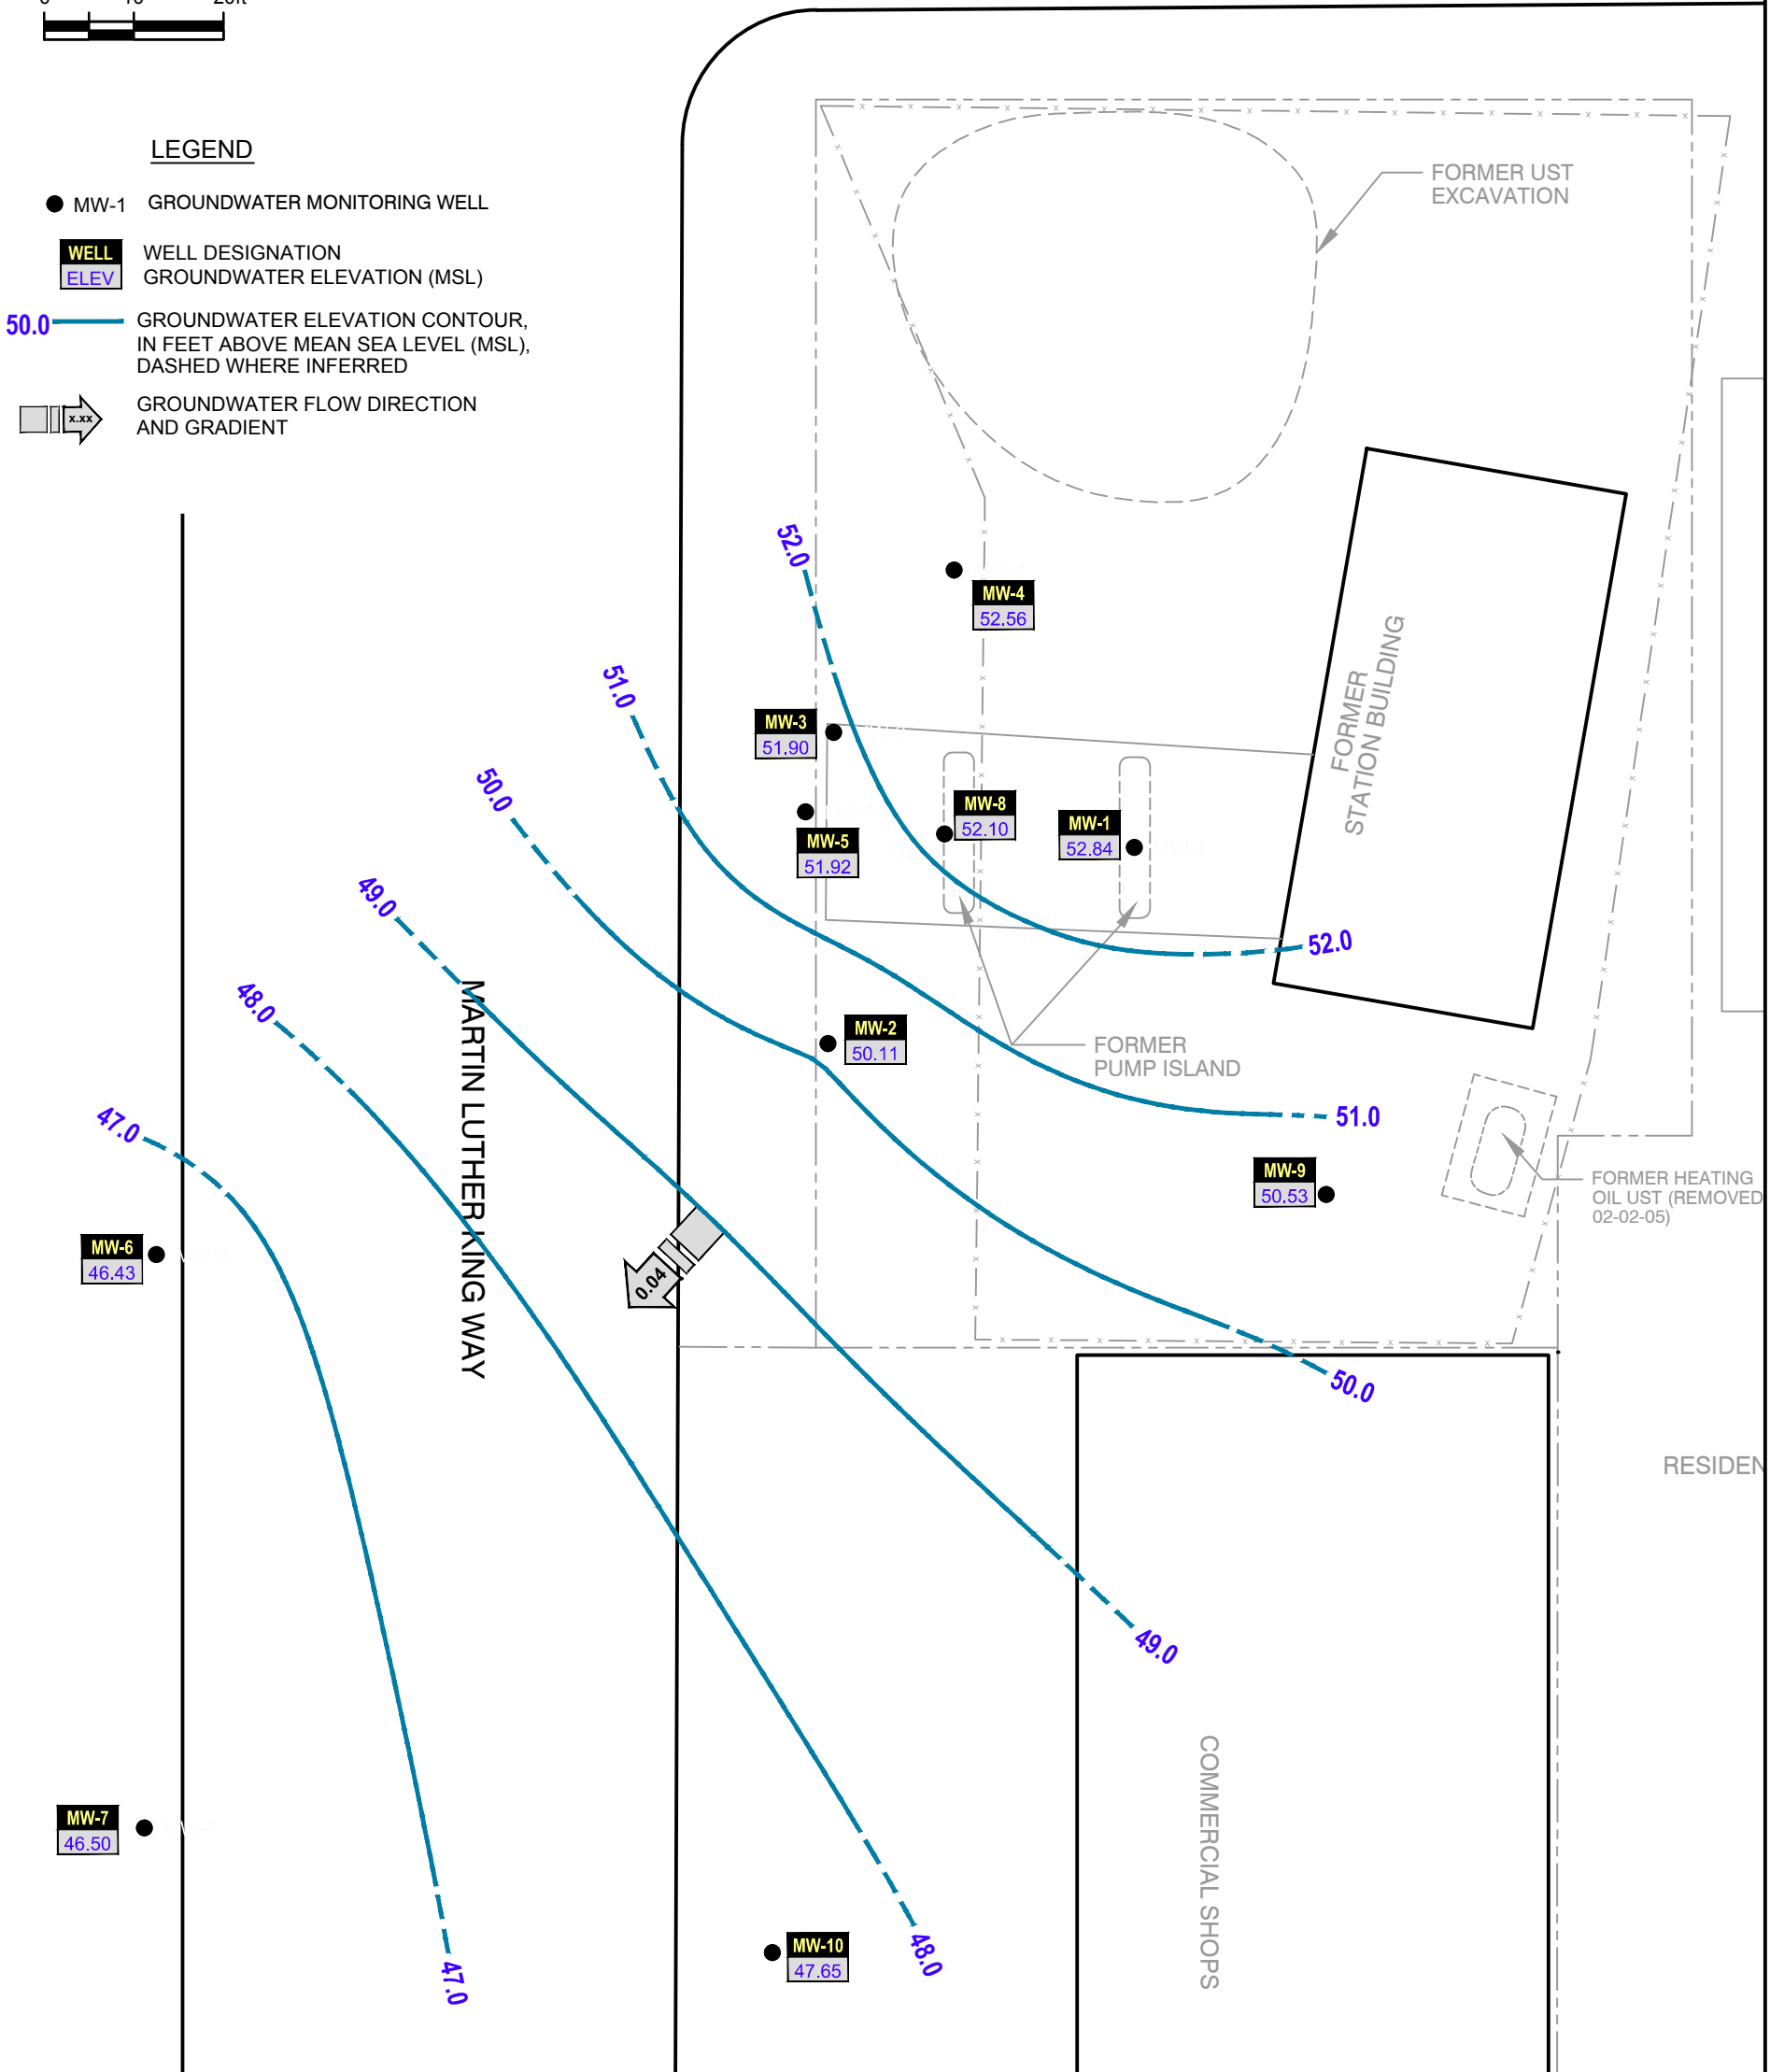 LEGEND
MW-1 GROUNDWATER MONITORING WELL
WELL
ELEV
WELL DESIGNATION
GROUNDWATER ELEVATION (MSL)
50.0
GROUNDWATER ELEVATION CONTOUR,
IN FEET ABOVE MEAN SEA LEVEL (MSL),
DASHED WHERE INFERRED
x.xx
GROUNDWATER FLOW DIRECTION
AND GRADIENT
FORMER UST
EXCAVATION
52.0
MW-4
52.56
51.0
MW-3
51.90
50.0
MW-8
52.10
MW-1
52.84
MW-5
51.92
FORMER
STATION BUILDING
49.0
52.0
48.0
MW-2
50.11
FORMER
PUMP ISLAND
47.0
51.0
MARTIN LUTHER KING WAY
MW-9
50.53
FORMER HEATING
OIL UST (REMOVED
02-02-05)
MW-6
46.43
0.04
50.0
RESIDEN
49.0
COMMERCIAL SHOPS
MW-7
46.50
MW-10
47.65
48.0
47.0